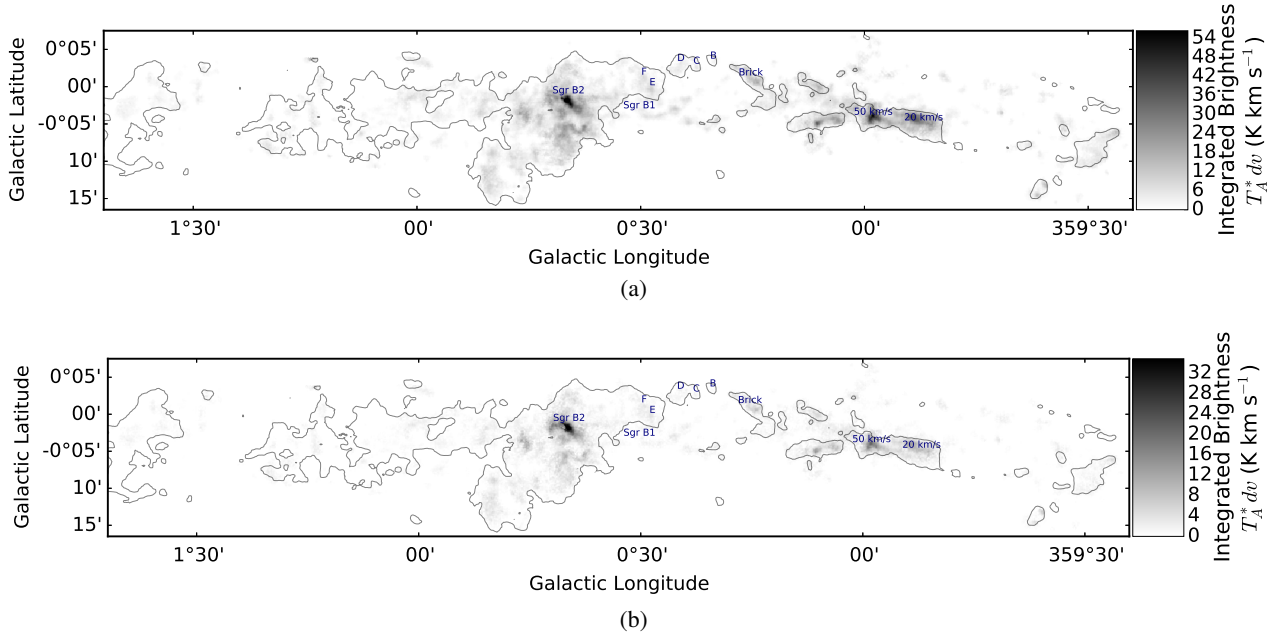 0°05'
00'
-0°05'
10'
15'
Galactic Latitude
D
C
B
F
E
Brick
Sgr B2
Sgr B1
50 km/s
20 km/s
1°30'
00'
0°30'
00'
359°30'
Galactic Longitude
54
48
42
36
30
24
18
12
6
0
Integrated Brightness
T*A dv (K km s−1)
(a)
0°05'
00'
-0°05'
10'
15'
Galactic Latitude
D
C
B
F
E
Brick
Sgr B2
Sgr B1
50 km/s
20 km/s
1°30'
00'
0°30'
00'
359°30'
Galactic Longitude
32
28
24
20
16
12
8
4
0
Integrated Brightness
T*A dv (K km s−1)
(b)